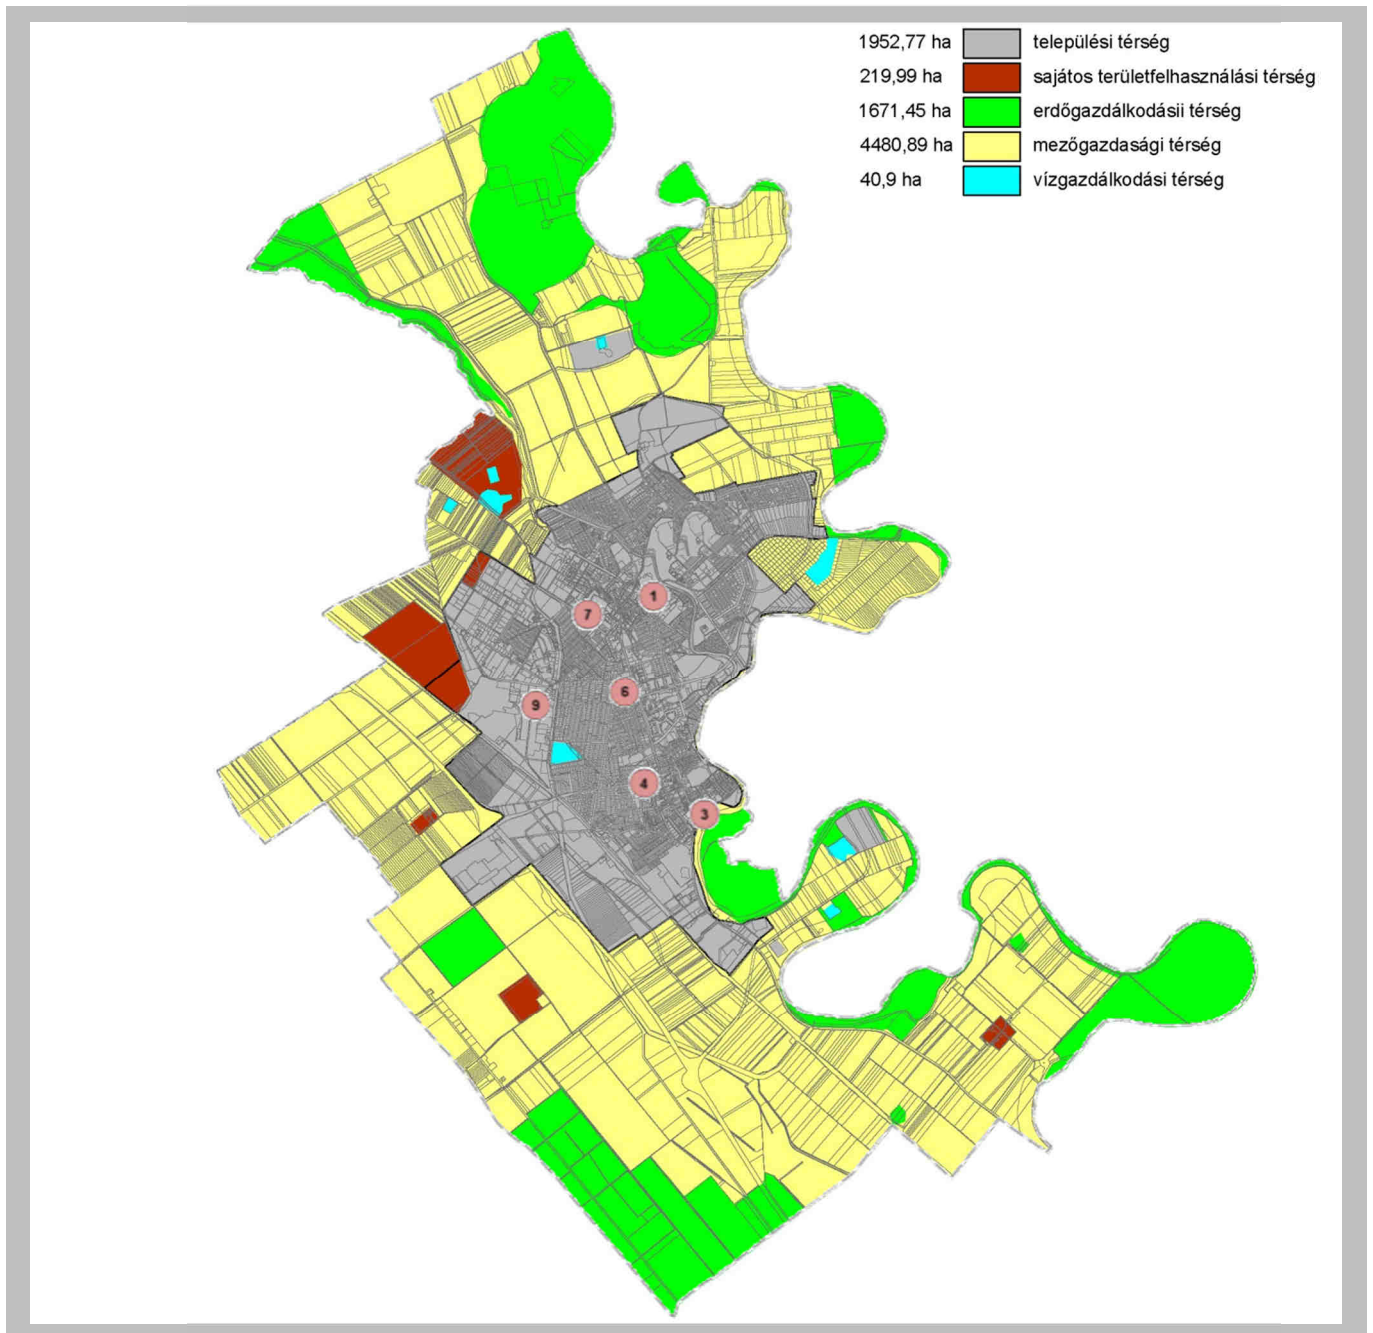 1952,77 ha települési térség
219,99 ha sajátos területfelhasználási térség
1671,45 ha erdőgazdálkodásii térség
4480,89 ha mezőgazdasági térség
40,9 ha vízgazdálkodási térség
1
7
6
9
4
3